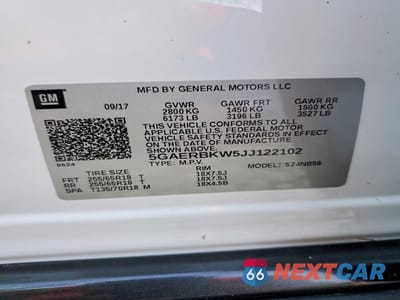 GM
MFD BY GENERAL MOTORS LLC
09/17 GVWR GAWR FRT GAWR RR
2800 KG 1450 KG 1600 KG
6173 LB 3196 LB 3527 LB
THIS VEHICLE CONFORMS TO ALL
APPLICABLE U.S. FEDERAL MOTOR
VEHICLE SAFETY STANDARDS IN EFFECT
ON THE DATE OF MANUFACTURE
SHOWN ABOVE.
5GAERBKW5JJ122102
TYPE: M.P.V. MODEL: 524NB56
TIRE SIZE RIM
FRT 255/65R18 T 18X7.5J
RR 255/65R18 T 18X7.5J
SPA T135/70R18 M 18X4.5B
66 NEXTCAR